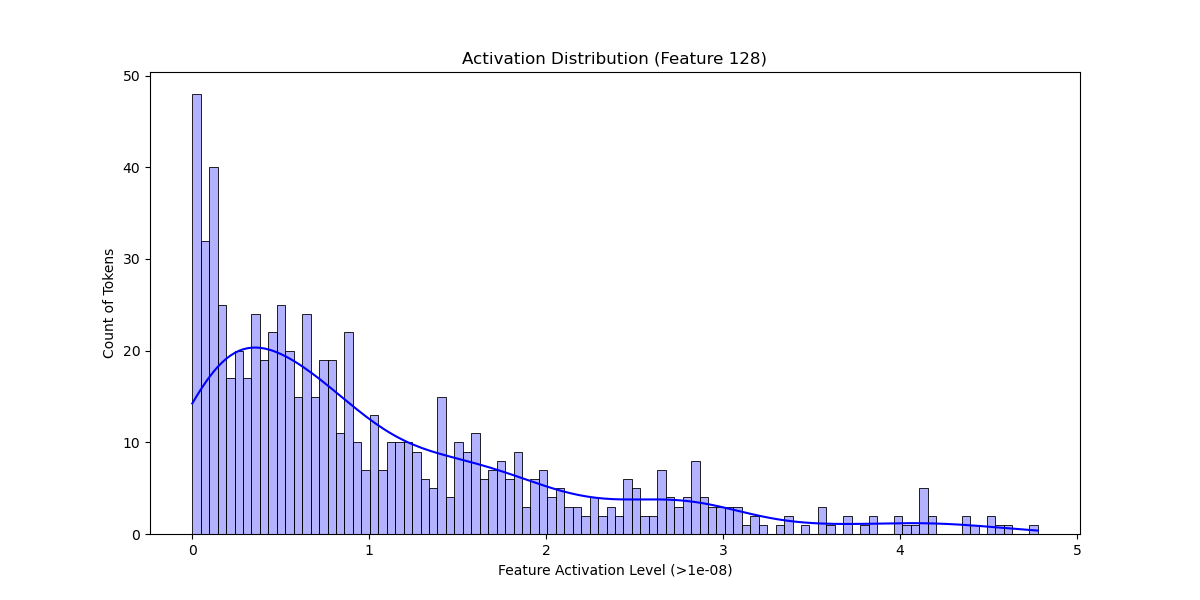 Activation Distribution (Feature 128)
50
40
30
20
10
0
Count of Tokens
0 1 2 3 4 5
Feature Activation Level (>1e-08)